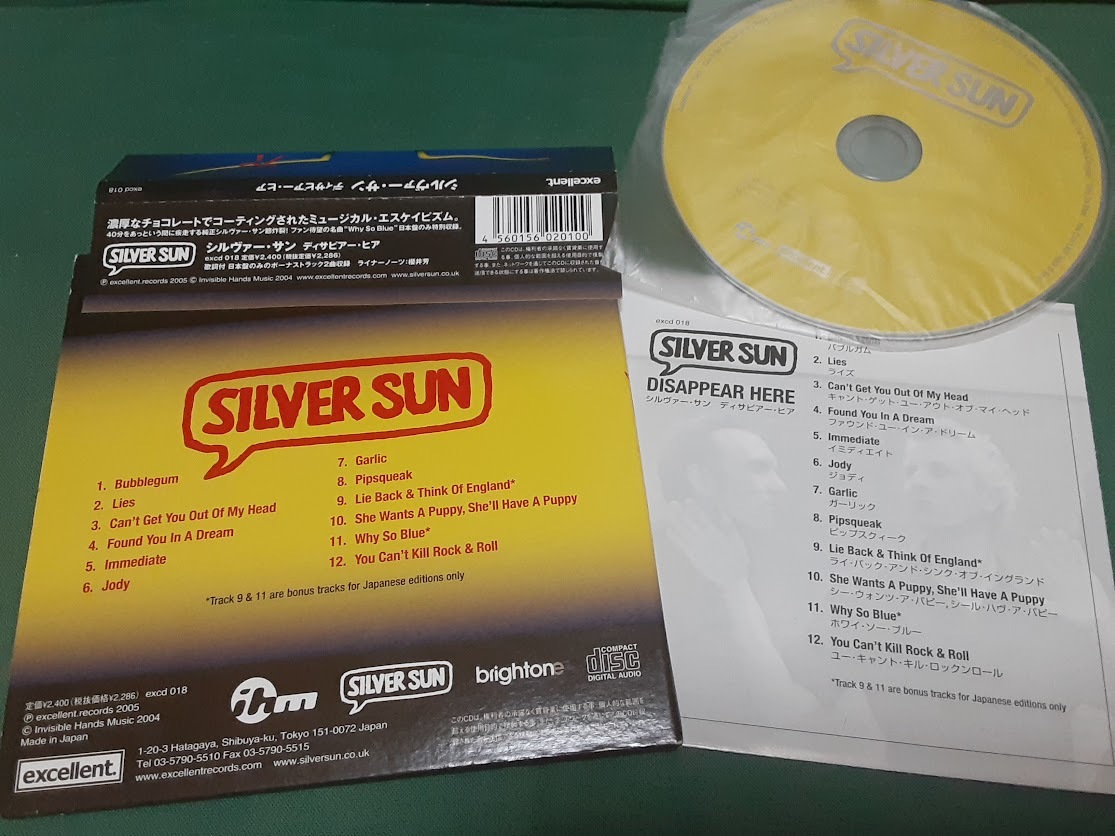 excd 018
シルヴァー・サン ディサピアー・ヒア
excellent.
濃厚なチョコレートでコーティングされたミュージカル・エスケイピズム。
40分をあっという間に疾走する純正シルヴァー・サン節炸裂! ファン待望の名曲“Why So Blue”日本盤のみ特別収録。
SILVER SUN シルヴァー・サン ディサピアー・ヒア
excd 018 定価¥2,400(税抜定価¥2,286)
歌詞付 日本盤のみのボーナストラック2曲収録 ライナーノーツ:櫻井芳
Ⓟ excellent.records 2005 © Invisible Hands Music 2004 www.excellentrecords.com www.silversun.co.uk
4 560156 020100
SILVER SUN
1. Bubblegum
2. Lies
3. Can't Get You Out Of My Head
4. Found You In A Dream
5. Immediate
6. Jody
7. Garlic
8. Pipsqueak
9. Lie Back & Think Of England*
10. She Wants A Puppy, She'll Have A Puppy
11. Why So Blue*
12. You Can't Kill Rock & Roll
*Track 9 & 11 are bonus tracks for Japanese editions only
定価¥2,400(税抜価格¥2,286) excd 018
Ⓟ excellent.records 2005
© Invisible Hands Music 2004
Made in Japan
ihm
SILVER SUN
brightone
COMPACT
disc
DIGITAL AUDIO
excellent.
1-20-3 Hatagaya, Shibuya-ku, Tokyo 151-0072 Japan
Tel 03-5790-5510 Fax 03-5790-5515
www.excellentrecords.com www.silversun.co.uk
SILVER SUN
ihm
excellent.
excd 018
SILVER SUN
DISAPPEAR HERE
シルヴァー・サン ディサピアー・ヒア
1.
バブルガム
2. Lies
ライズ
3. Can't Get You Out Of My Head
キャント・ゲット・ユー・アウト・オブ・マイ・ヘッド
4. Found You In A Dream
ファウンド・ユー・イン・ア・ドリーム
5. Immediate
イミディエイト
6. Jody
ジョディ
7. Garlic
ガーリック
8. Pipsqueak
ピップスクィーク
9. Lie Back & Think Of England*
ライ・バック・アンド・シンク・オブ・イングランド
10. She Wants A Puppy, She'll Have A Puppy
シー・ウォンツ・ア・パピー, シール・ハヴ・ア・パピー
11. Why So Blue*
ホワイ・ソー・ブルー
12. You Can't Kill Rock & Roll
ユー・キャント・キル・ロックンロール
*Track 9 & 11 are bonus tracks for Japanese editions only